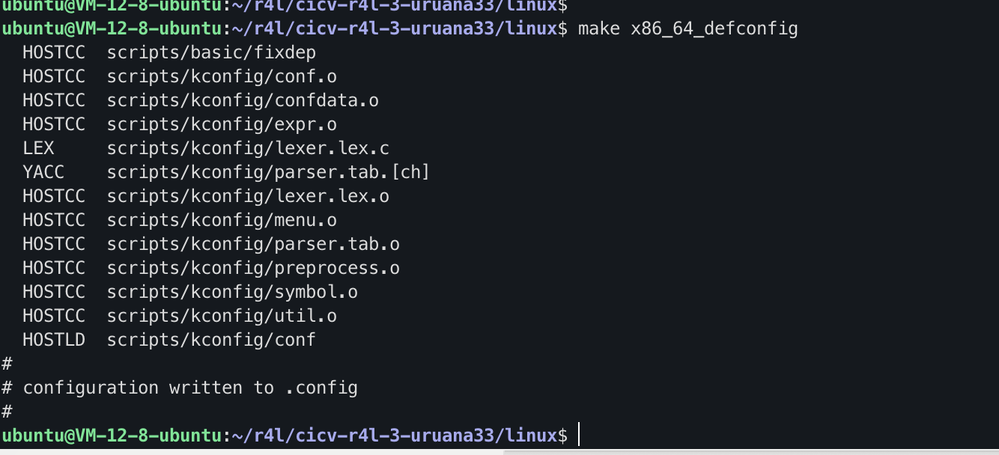 ubuntu@VM-12-8-ubuntu:~/r4l/cicv-r4l-3-uruana33/linux$
ubuntu@VM-12-8-ubuntu:~/r4l/cicv-r4l-3-uruana33/linux$ make x86_64_defconfig
  HOSTCC  scripts/basic/fixdep
  HOSTCC  scripts/kconfig/conf.o
  HOSTCC  scripts/kconfig/confdata.o
  HOSTCC  scripts/kconfig/expr.o
  LEX     scripts/kconfig/lexer.lex.c
  YACC    scripts/kconfig/parser.tab.[ch]
  HOSTCC  scripts/kconfig/lexer.lex.o
  HOSTCC  scripts/kconfig/menu.o
  HOSTCC  scripts/kconfig/parser.tab.o
  HOSTCC  scripts/kconfig/preprocess.o
  HOSTCC  scripts/kconfig/symbol.o
  HOSTCC  scripts/kconfig/util.o
  HOSTLD  scripts/kconfig/conf
#
# configuration written to .config
#
ubuntu@VM-12-8-ubuntu:~/r4l/cicv-r4l-3-uruana33/linux$